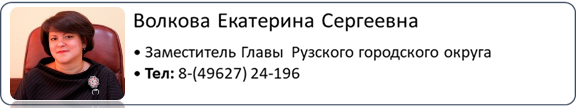 Волкова Екатерина Сергеевна
• Заместитель Главы Рузского городского округа
• Тел: 8-(49627) 24-196